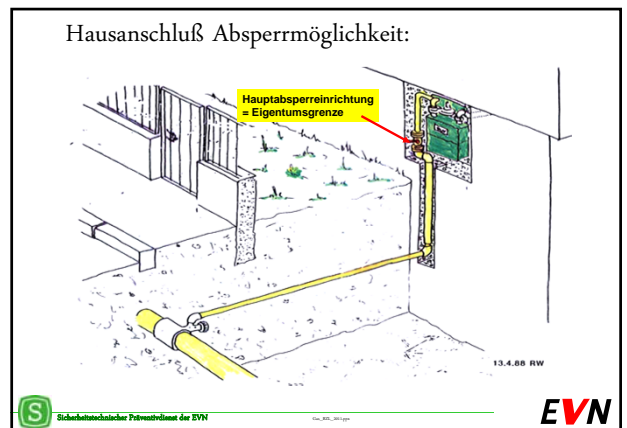 Hausanschluß Absperrmöglichkeit:
Hauptabsperreinrichtung
= Eigentumsgrenze
13.4.88 RW
S
Sicherheitstechnischer Präventivdienst der EVN
EVN